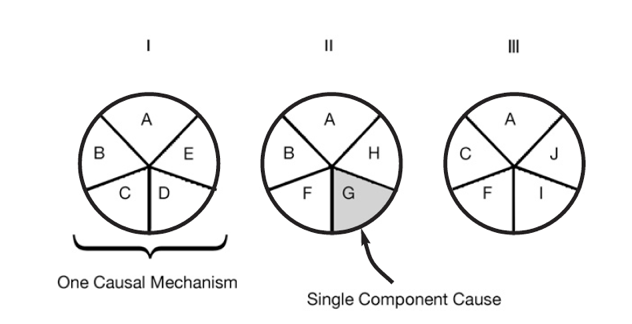 I II III
A A A
B E B H C J
C D F G F I
One Causal Mechanism
Single Component Cause